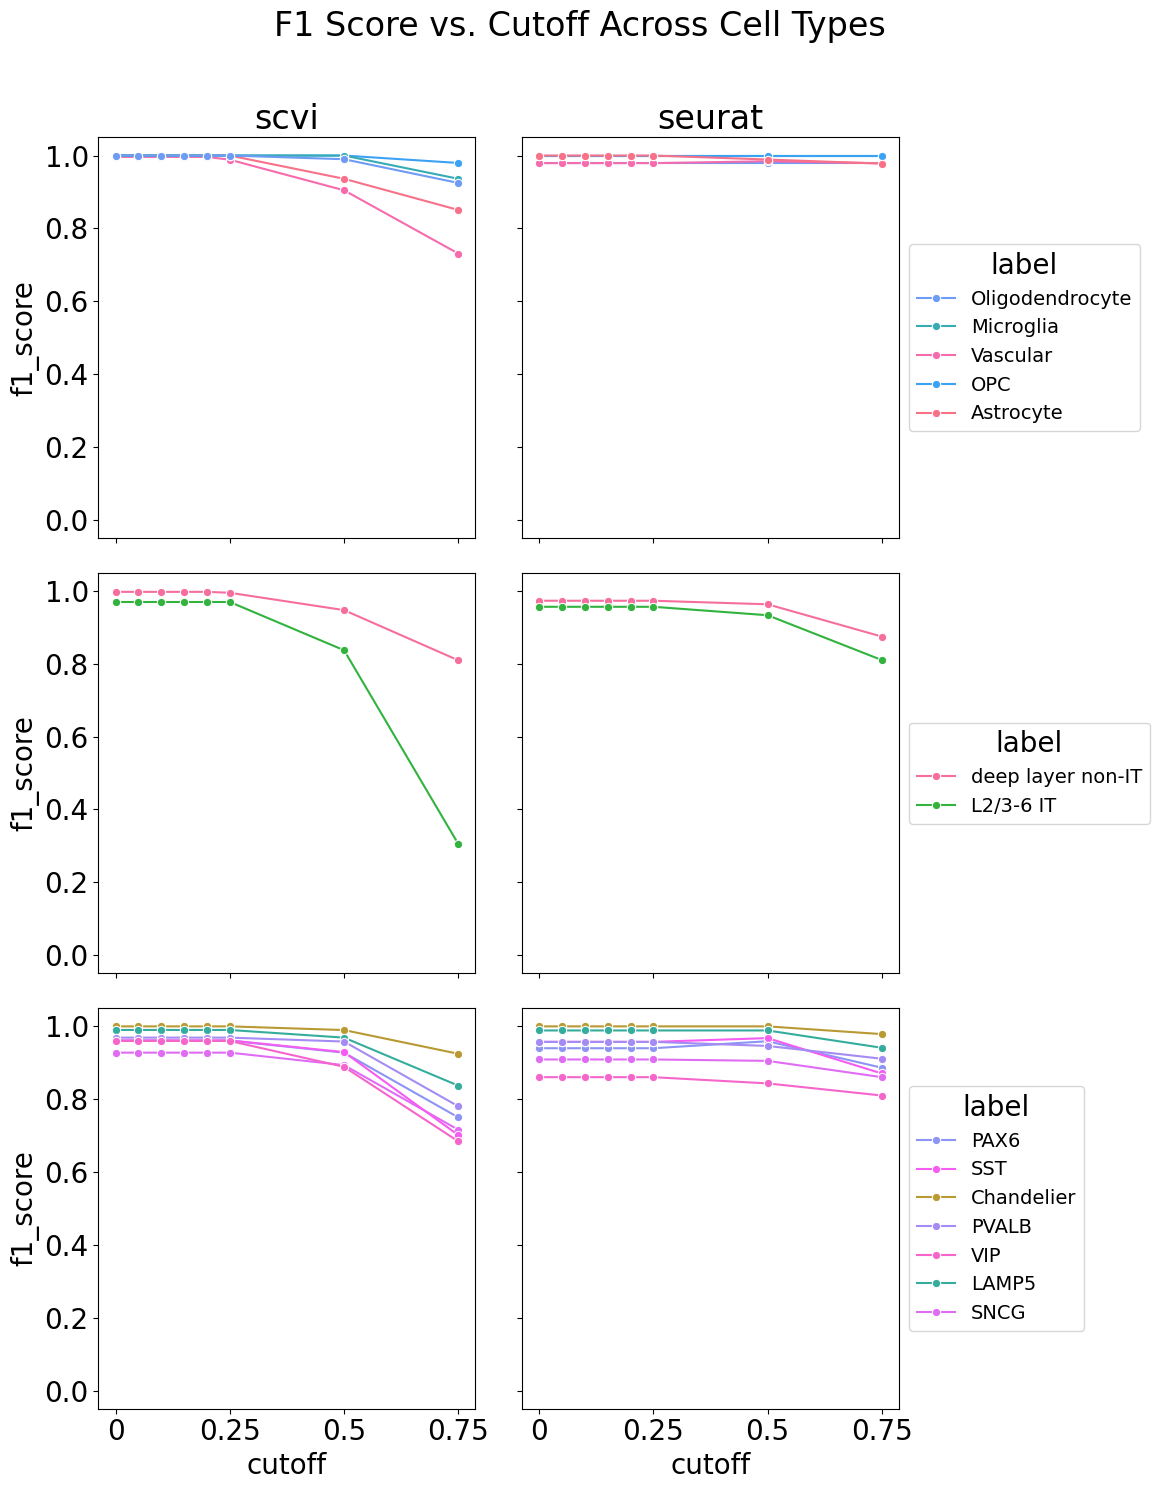 F1 Score vs. Cutoff Across Cell Types
scvi
seurat
1.0
0.8
0.6
0.4
0.2
0.0
f1_score
label
Oligodendrocyte
Microglia
Vascular
OPC
Astrocyte
1.0
0.8
0.6
0.4
0.2
0.0
f1_score
label
deep layer non-IT
L2/3-6 IT
1.0
0.8
0.6
0.4
0.2
0.0
f1_score
label
PAX6
SST
Chandelier
PVALB
VIP
LAMP5
SNCG
0 0.25 0.5 0.75
cutoff
0 0.25 0.5 0.75
cutoff